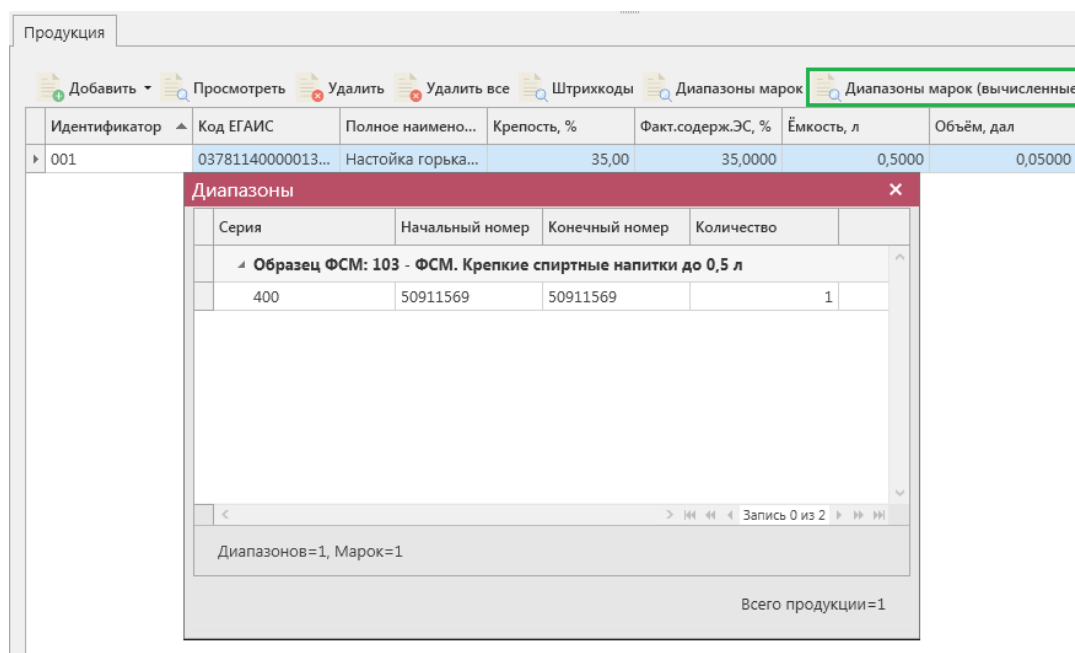 Продукция
Добавить Просмотреть Удалить Удалить все Штрихкоды Диапазоны марок Диапазоны марок (вычисленные
Идентификатор Код ЕГАИС Полное наимено... Крепость, % Факт.содерж.ЭС, % Ёмкость, л Объём, дал
001 03781140000013... Настойка горька... 35,00 35,0000 0,5000 0,05000
Диапазоны
Серия Начальный номер Конечный номер Количество
Образец ФСМ: 103 - ФСМ. Крепкие спиртные напитки до 0,5 л
400 50911569 50911569 1
Запись 0 из 2
Диапазонов=1, Марок=1
Всего продукции=1